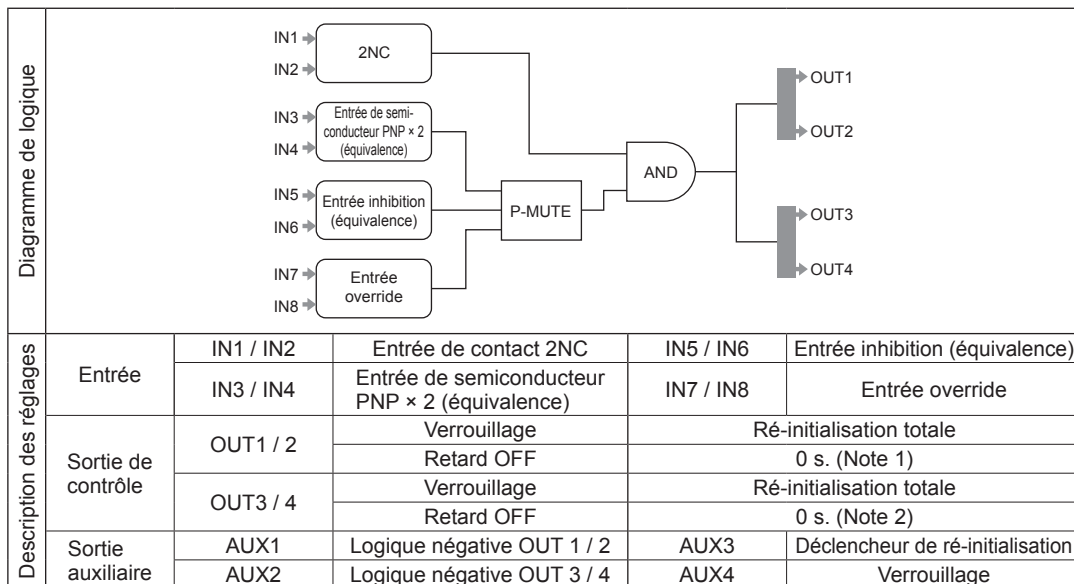 Diagramme de logique
IN1
IN2
2NC
IN3
IN4
Entrée de semi-
conducteur PNP × 2
(équivalence)
IN5
IN6
Entrée inhibition
(équivalence)
IN7
IN8
Entrée
override
P-MUTE
AND
OUT1
OUT2
OUT3
OUT4
Description des réglages
Entrée
IN1 / IN2
Entrée de contact 2NC
IN5 / IN6
Entrée inhibition (équivalence)
IN3 / IN4
Entrée de semiconducteur
PNP × 2 (équivalence)
IN7 / IN8
Entrée override
Sortie de
contrôle
OUT1 / 2
Verrouillage
Ré-initialisation totale
Retard OFF
0 s. (Note 1)
OUT3 / 4
Verrouillage
Ré-initialisation totale
Retard OFF
0 s. (Note 2)
Sortie
auxiliaire
AUX1
Logique négative OUT 1 / 2
AUX3
Déclencheur de ré-initialisation
AUX2
Logique négative OUT 3 / 4
AUX4
Verrouillage